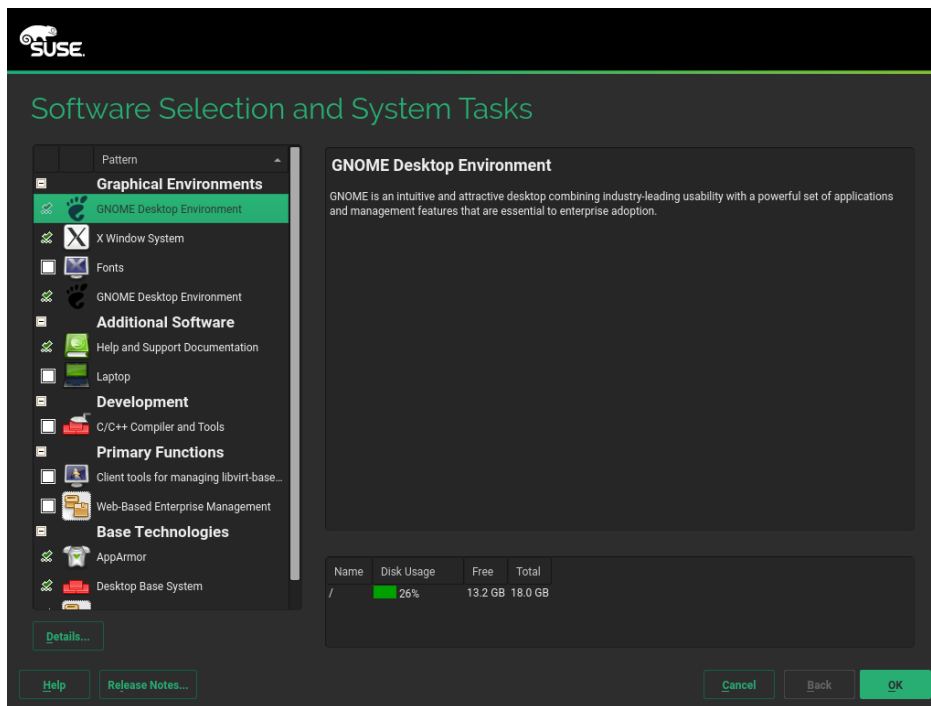 SUSE.
Software Selection and System Tasks
Pattern
Graphical Environments
GNOME Desktop Environment
X Window System
Fonts
GNOME Desktop Environment
Additional Software
Help and Support Documentation
Laptop
Development
C/C++ Compiler and Tools
Primary Functions
Client tools for managing libvirt-base...
Web-Based Enterprise Management
Base Technologies
AppArmor
Desktop Base System
Details...
GNOME Desktop Environment
GNOME is an intuitive and attractive desktop combining industry-leading usability with a powerful set of applications
and management features that are essential to enterprise adoption.
Name Disk Usage Free Total
/ 26% 13.2 GB 18.0 GB
Help Release Notes... Cancel Back OK